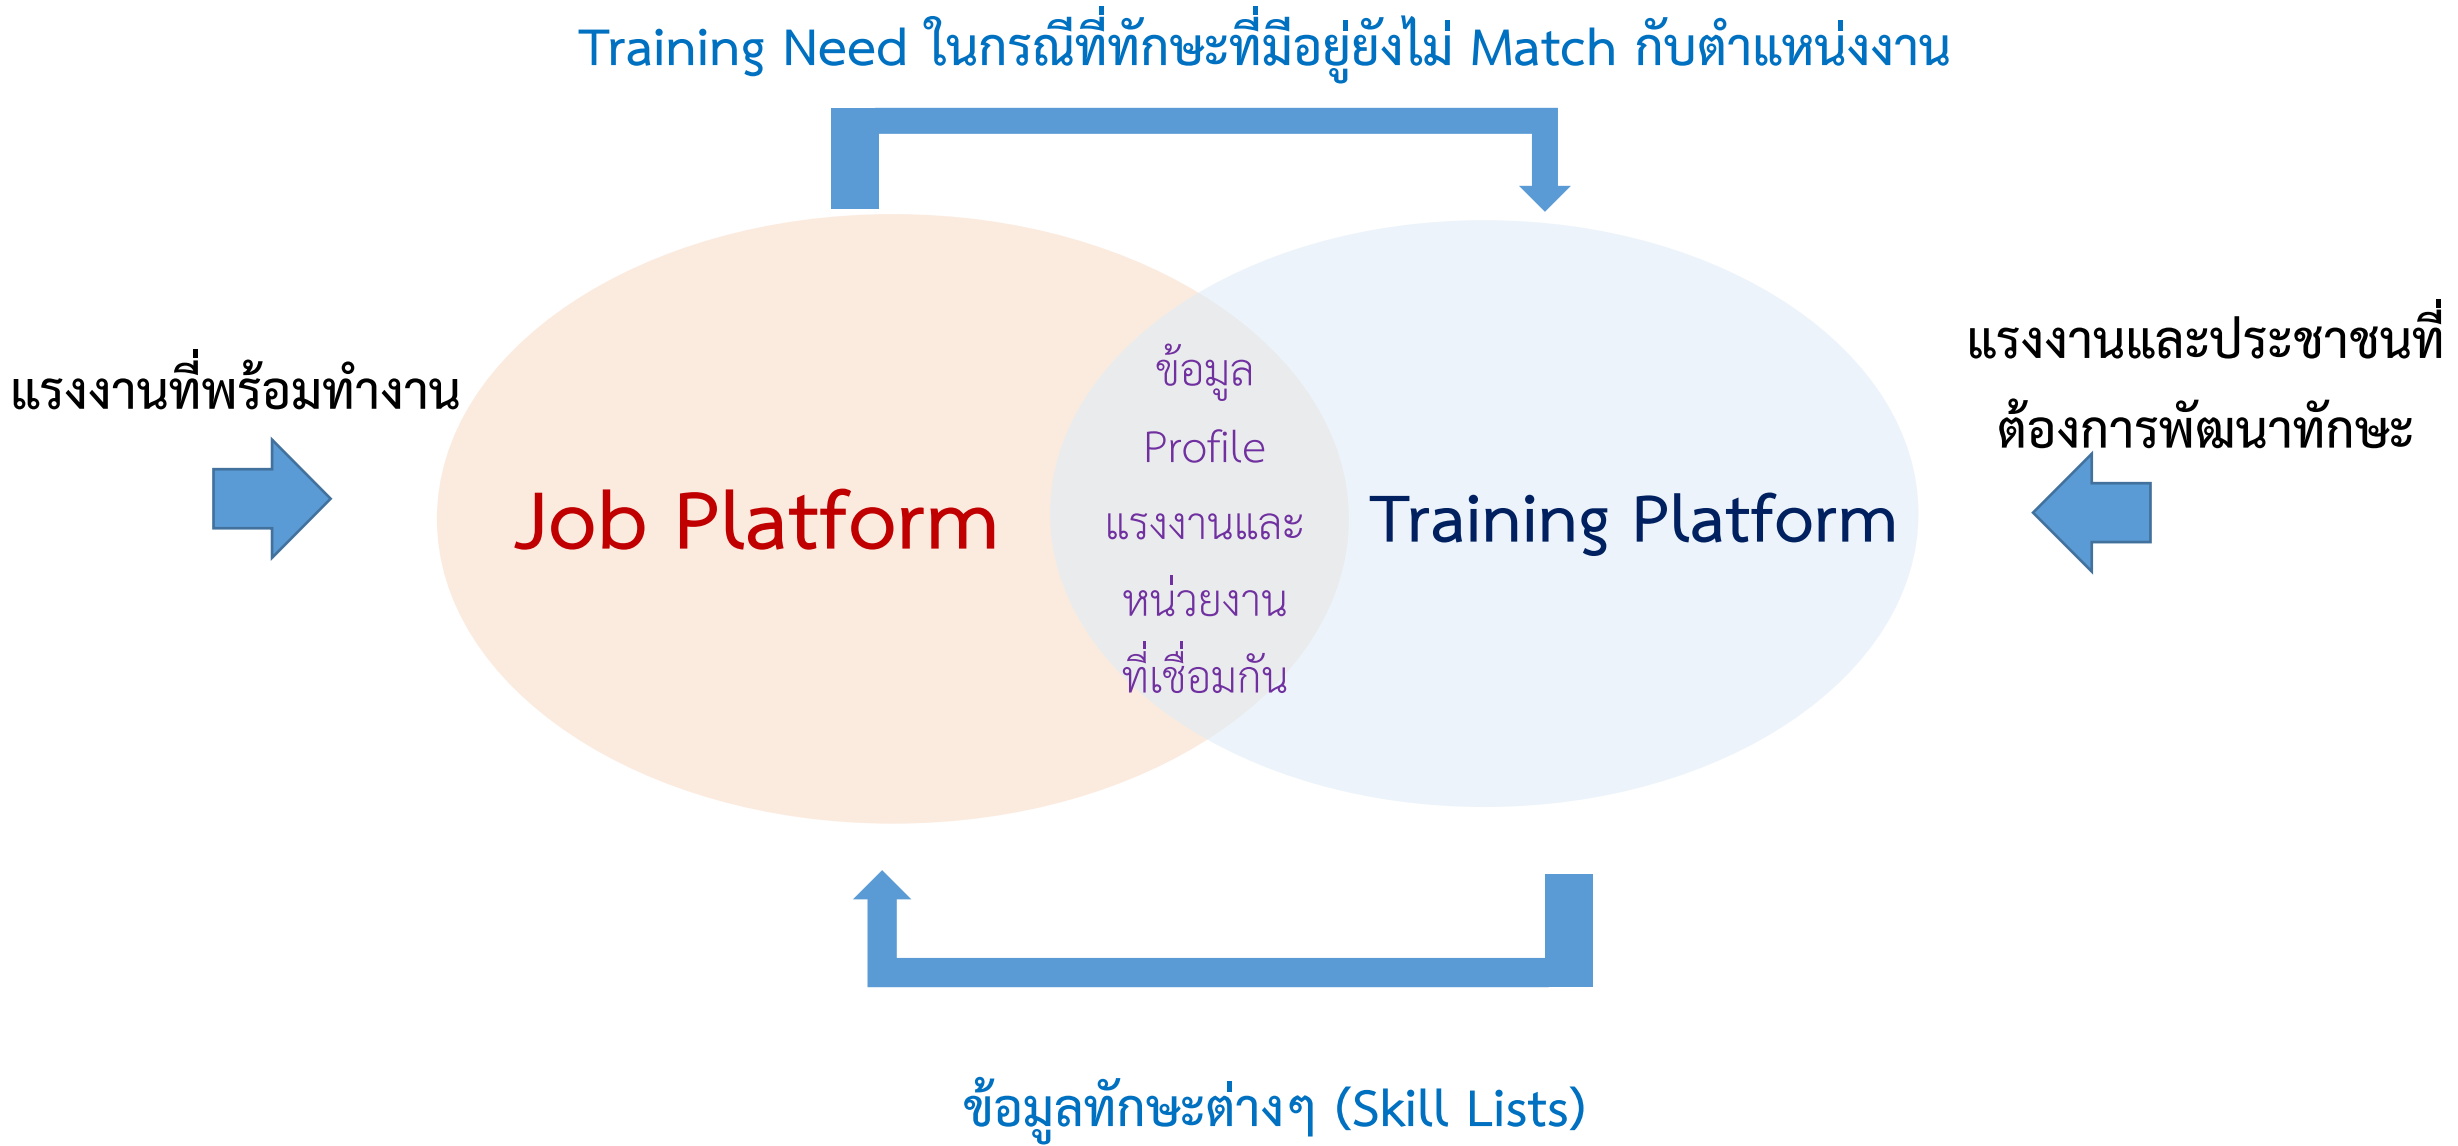 Training Need ในกรณีที่ทักษะที่มีอยู่ยังไม่ Match กับตำแหน่งงาน
แรงงานที่พร้อมทำงาน
Job Platform
ข้อมูล
Profile
แรงงานและ
หน่วยงาน
ที่เชื่อมกัน
Training Platform
แรงงานและประชาชนที่
ต้องการพัฒนาทักษะ
ข้อมูลทักษะต่างๆ (Skill Lists)